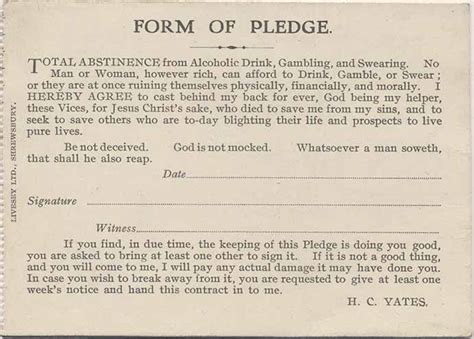 FORM OF PLEDGE.
TOTAL ABSTINENCE from Alcoholic Drink, Gambling, and Swearing. No
Man or Woman, however rich, can afford to Drink, Gamble, or Swear;
or they are at once ruining themselves physically, financially, and morally. I
HEREBY AGREE to cast behind my back for ever, God being my helper,
these Vices, for Jesus Christ's sake, who died to save me from my sins, and to
seek to save others who are to-day blighting their life and prospects to live
pure lives.
Be not deceived. God is not mocked. Whatsoever a man soweth,
that shall he also reap.
Date
Signature
Witness
If you find, in due time, the keeping of this Pledge is doing you good,
you are asked to bring at least one other to sign it. If it is not a good thing,
and you will come to me, I will pay any actual damage it may have done you.
In case you wish to break away from it, you are requested to give at least one
week's notice and hand this contract in to me.
H. C. YATES.
LIVESEY LTD., SHREWSBURY.